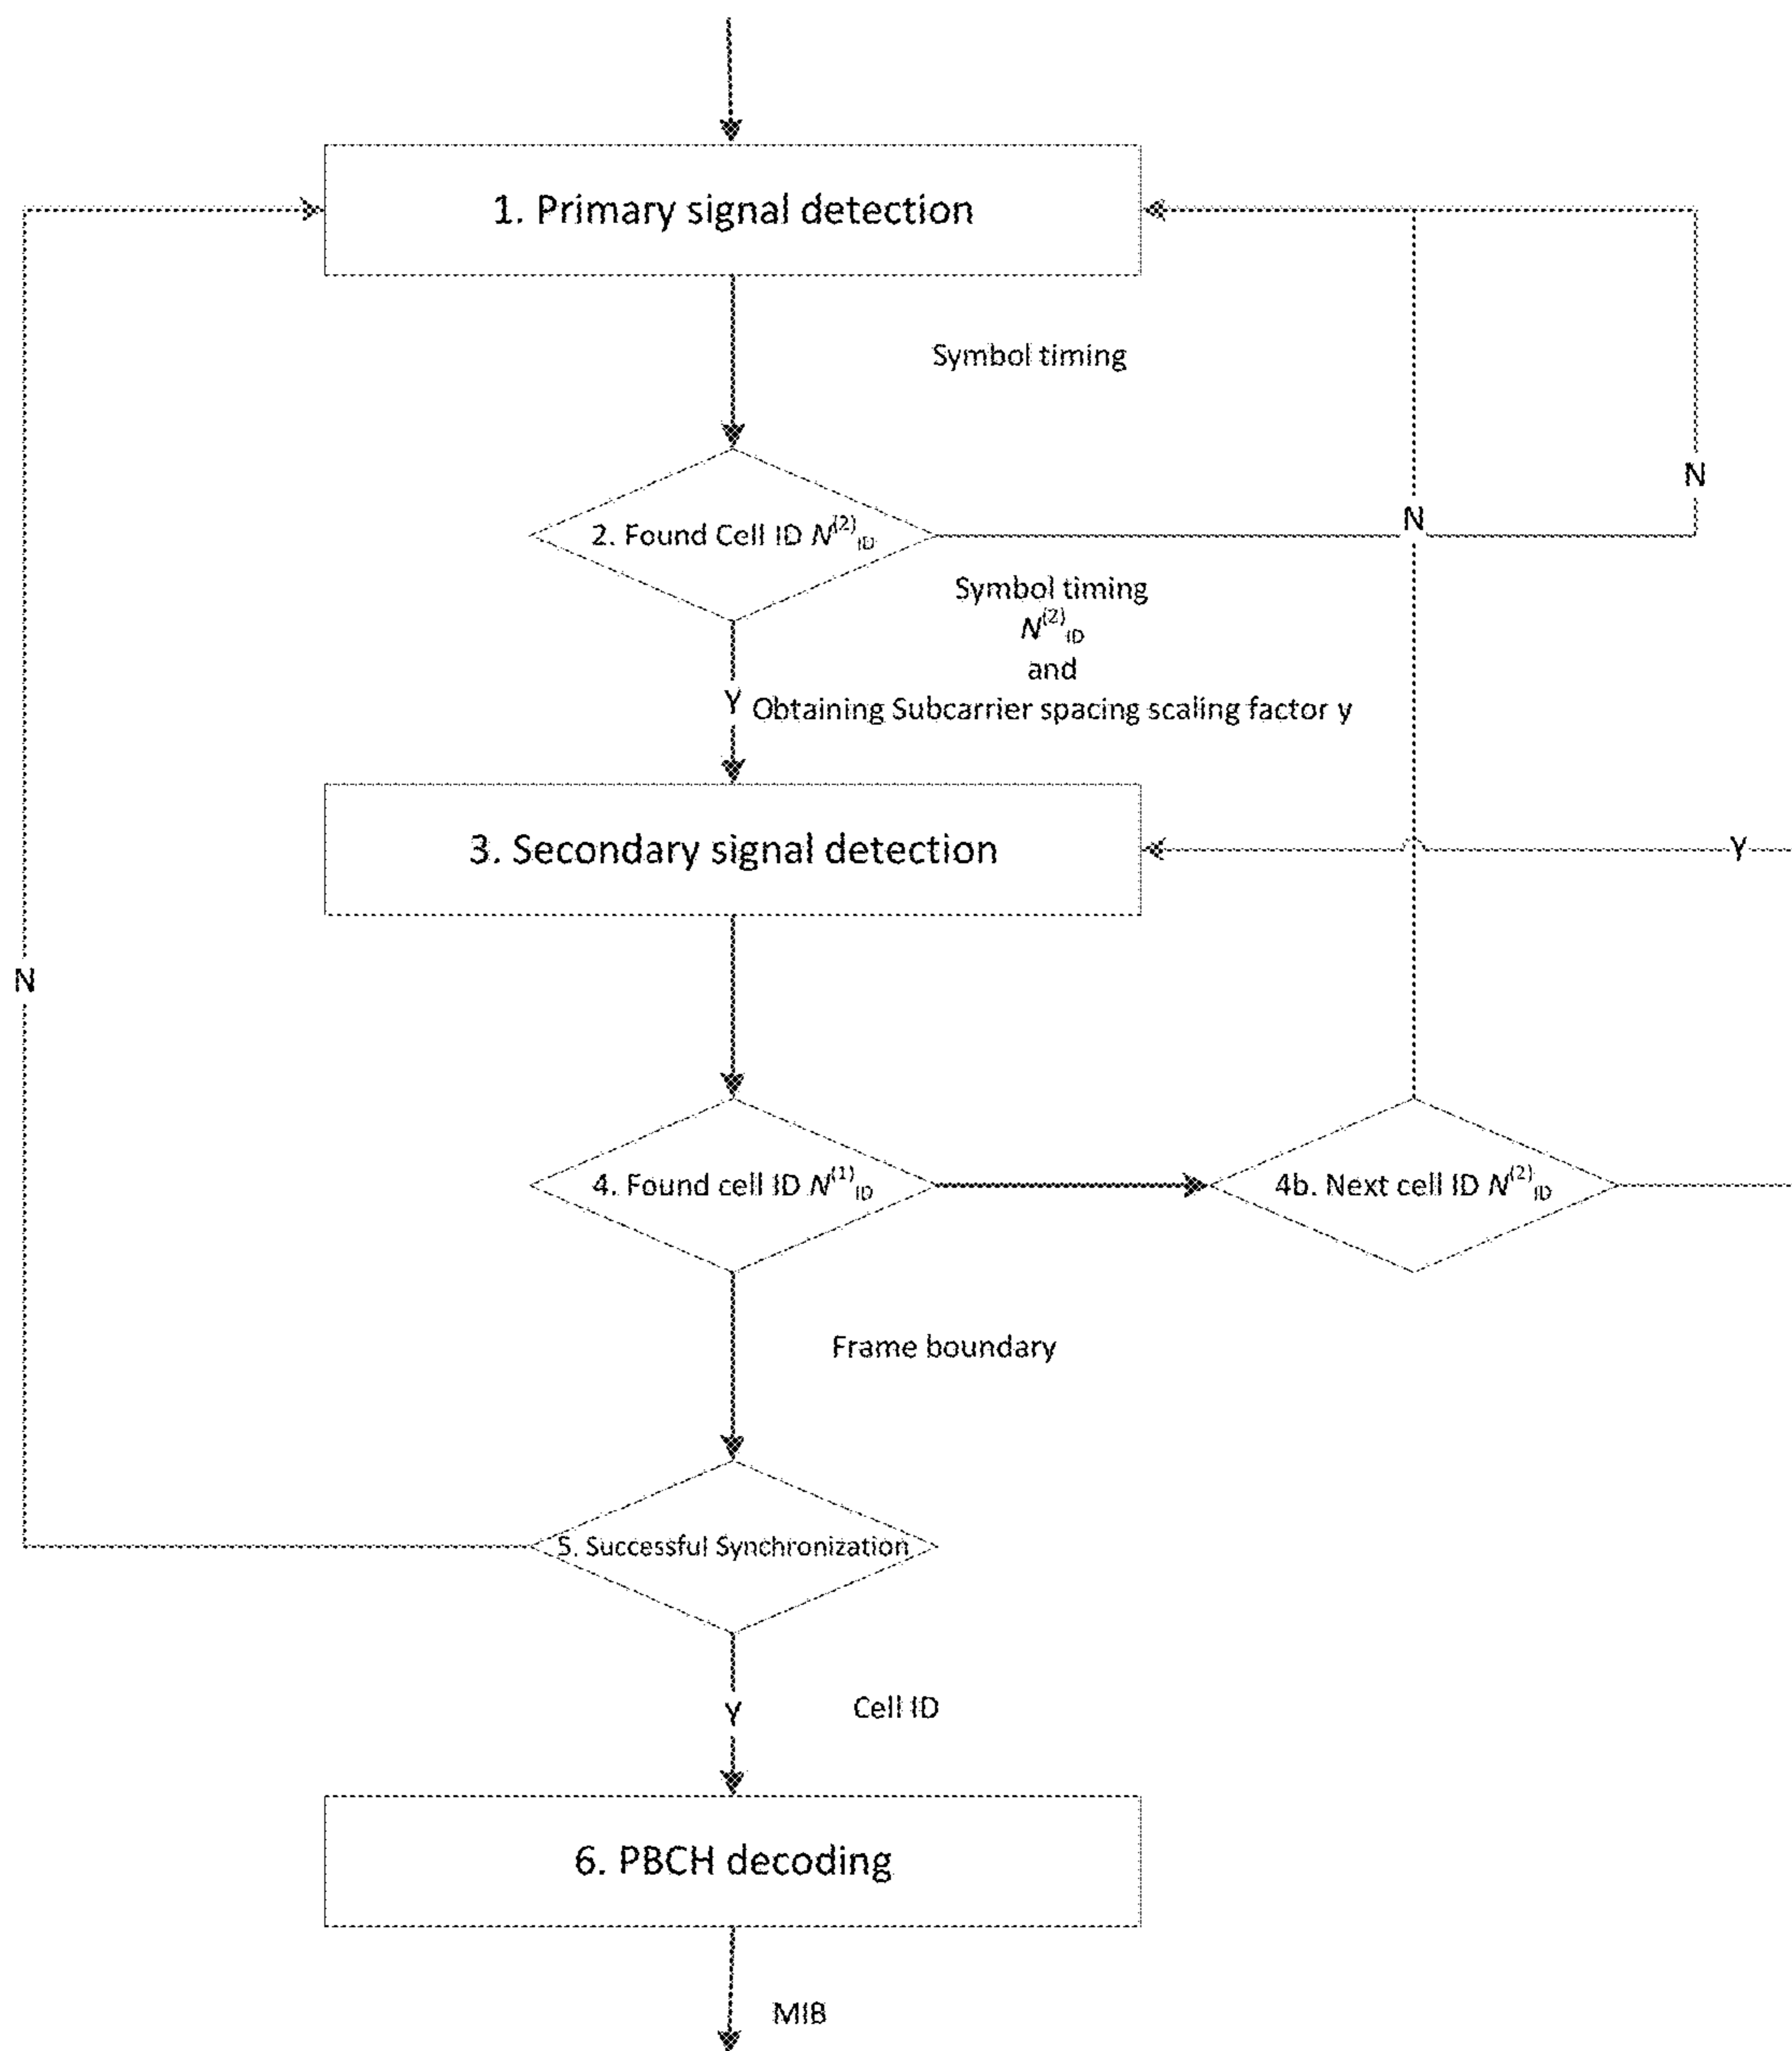 1. Primary signal detection
Symbol timing
N
2. Found Cell ID N(2)ID
N
Symbol timing
N(2)ID
and
Y
Obtaining Subcarrier spacing scaling factor y
3. Secondary signal detection
Y
N
4. Found cell ID N(1)ID
4b. Next cell ID N(2)ID
Frame boundary
5. Successful Synchronization
Y
Cell ID
6. PBCH decoding
MIB